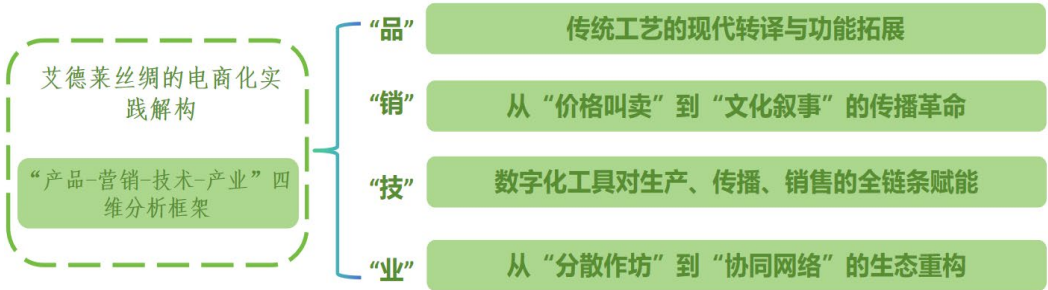 艾德莱丝绸的电商化实
践解构
“产品-营销-技术-产业”四
维分析框架
“品”
传统工艺的现代转译与功能拓展
“销”
从“价格叫卖”到“文化叙事”的传播革命
“技”
数字化工具对生产、传播、销售的全链条赋能
“业”
从“分散作坊”到“协同网络”的生态重构